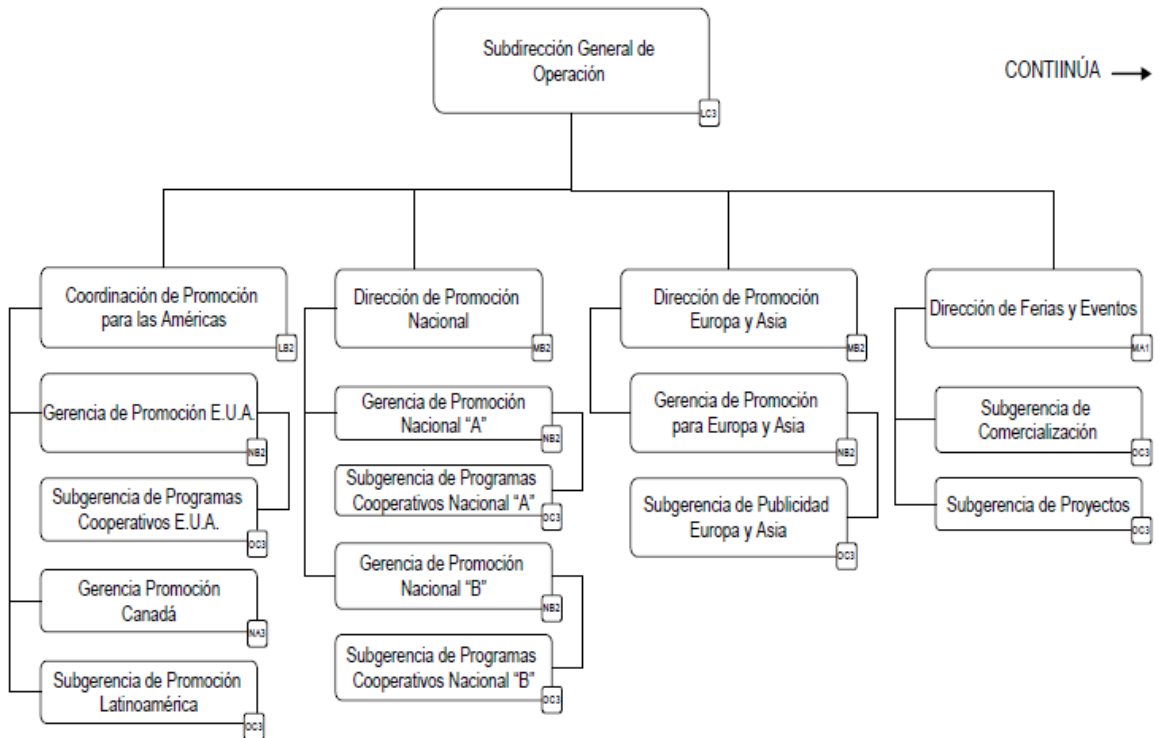 Subdirección General de
Operación
LC3
CONTIINÚA
Coordinación de Promoción
para las Américas
LB2
Gerencia de Promoción E.U.A.
NB2
Subgerencia de Programas
Cooperativos E.U.A.
OC3
Gerencia Promoción
Canadá
NA3
Subgerencia de Promoción
Latinoamérica
OC3
Dirección de Promoción
Nacional
MB2
Gerencia de Promoción
Nacional “A”
NB2
Subgerencia de Programas
Cooperativos Nacional “A”
OC3
Gerencia de Promoción
Nacional “B”
NB2
Subgerencia de Programas
Cooperativos Nacional “B”
OC3
Dirección de Promoción
Europa y Asia
MB2
Gerencia de Promoción
para Europa y Asia
NB2
Subgerencia de Publicidad
Europa y Asia
OC3
Dirección de Ferias y Eventos
MA1
Subgerencia de
Comercialización
OC3
Subgerencia de Proyectos
OC3